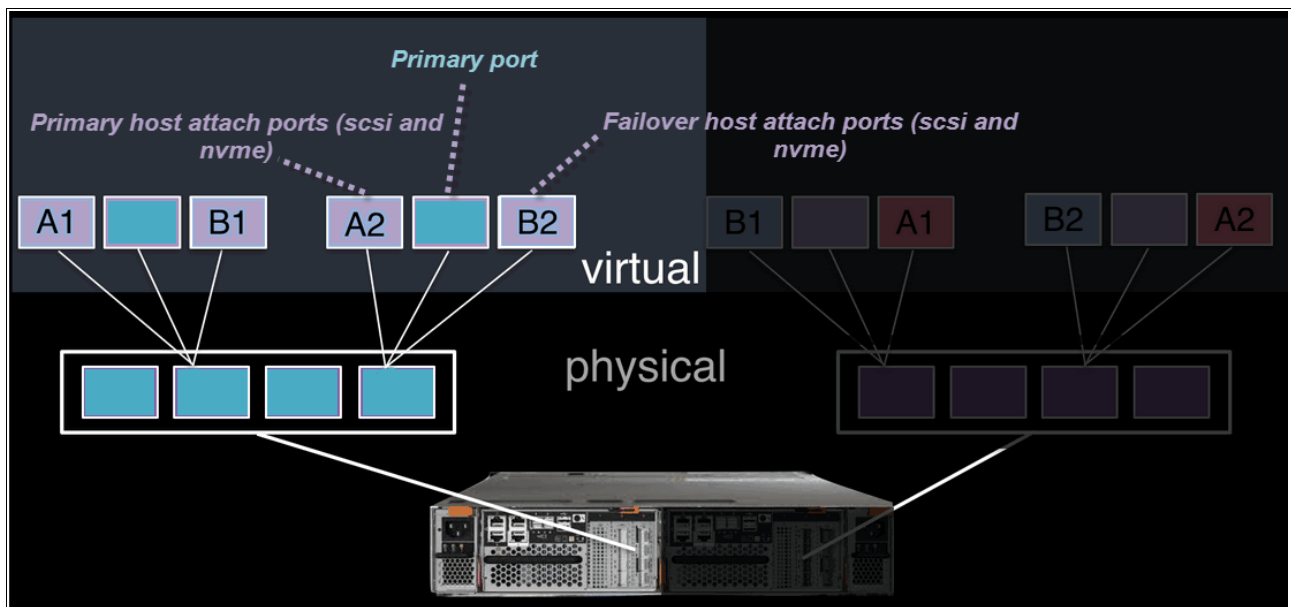 Primary port
Primary host attach ports (scsi and
nvme)
Failover host attach ports (scsi and
nvme)
A1 B1 A2 B2 B1 A1 B2 A2
virtual
physical